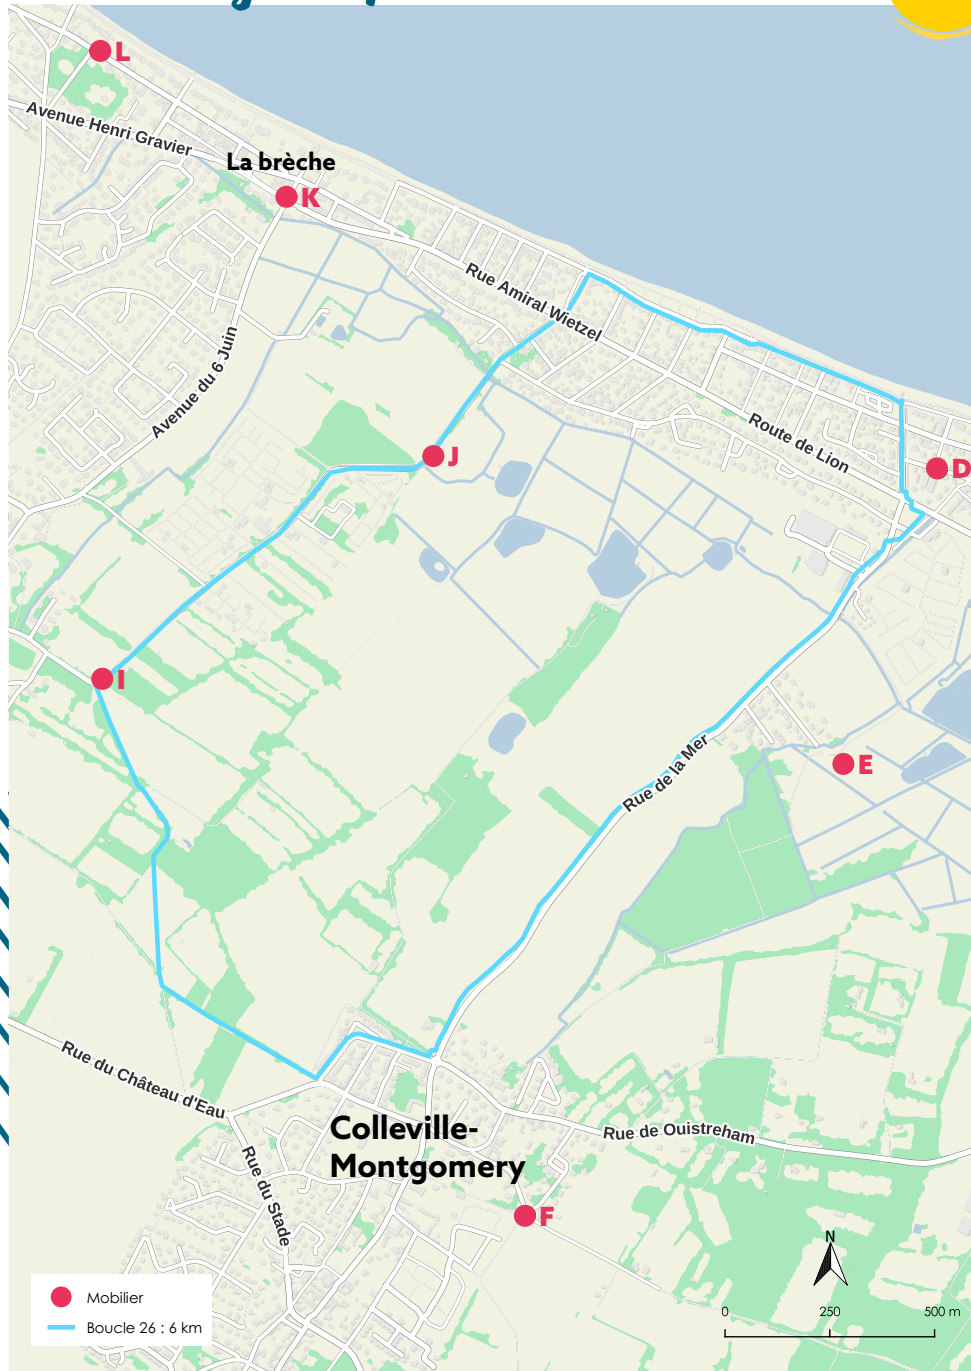 L
Avenue Henri Gravier
La brèche
K
Rue Amiral Wietzel
Avenue du 6 Juin
Route de Lion
J
D
I
E
Rue de la Mer
Rue du Château d'Eau
Colleville-
Montgomery
Rue de Ouistreham
Rue du Stade
F
N
Mobilier
Boucle 26 : 6 km
0 250 500 m